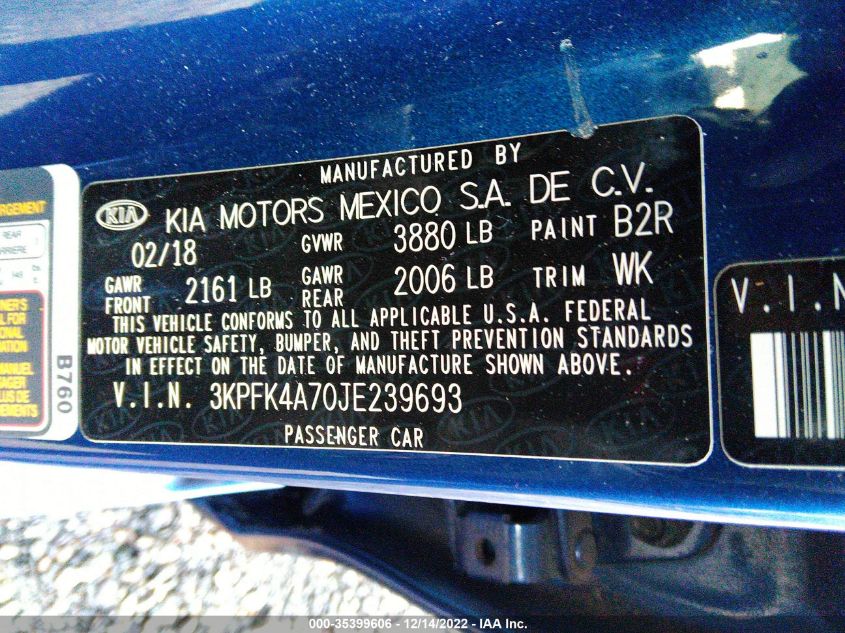 MANUFACTURED BY
KIA KIA MOTORS MEXICO S.A. DE C.V.
02/18 GVWR 3880 LB PAINT B2R
GAWR FRONT 2161 LB GAWR REAR 2006 LB TRIM WK
THIS VEHICLE CONFORMS TO ALL APPLICABLE U.S.A. FEDERAL
MOTOR VEHICLE SAFETY, BUMPER, AND THEFT PREVENTION STANDARDS
IN EFFECT ON THE DATE OF MANUFACTURE SHOWN ABOVE.
V.I.N. 3KPFK4A70JE239693
PASSENGER CAR
REAR
B760
V.I.N
000-35399606 - 12/14/2022 - IAA Inc.